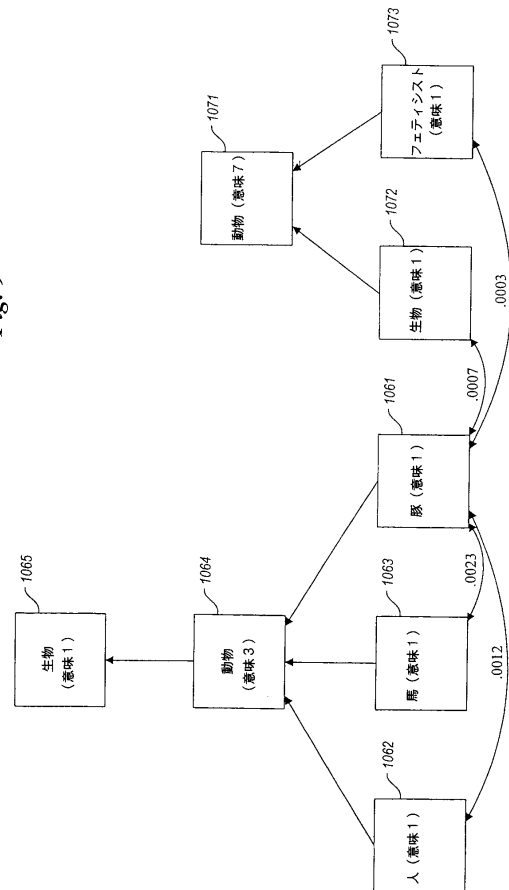 Fig.
1065
生物
(意味1)
1064
動物
(意味3)
1071
動物(意味7)
1062
人(意味1)
1063
馬(意味1)
1061
豚(意味1)
1072
生物(意味1)
1073
フェティシスト
(意味1)
.0023
.0007
.0012
.0003